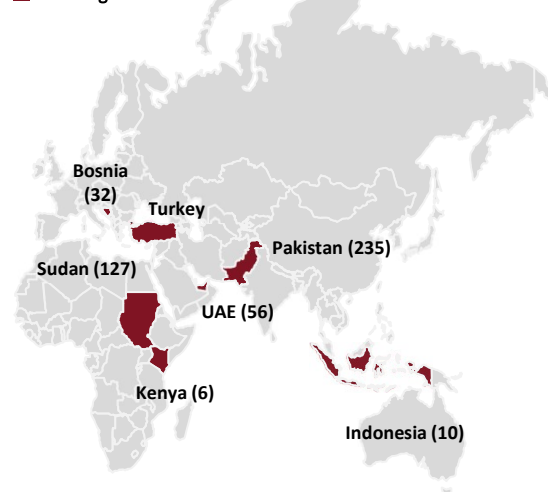 Bosnia
(32)
Turkey
Pakistan (235)
Sudan (127)
UAE (56)
Kenya (6)
Indonesia (10)